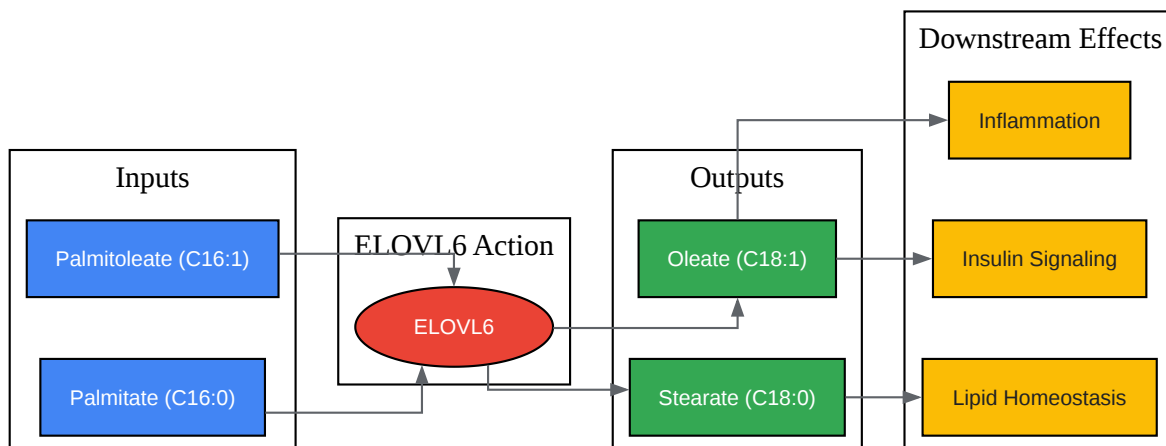 Inputs
Palmitoleate (C16:1)
Palmitate (C16:0)
ELOVL6 Action
ELOVL6
Outputs
Oleate (C18:1)
Stearate (C18:0)
Downstream Effects
Inflammation
Insulin Signaling
Lipid Homeostasis